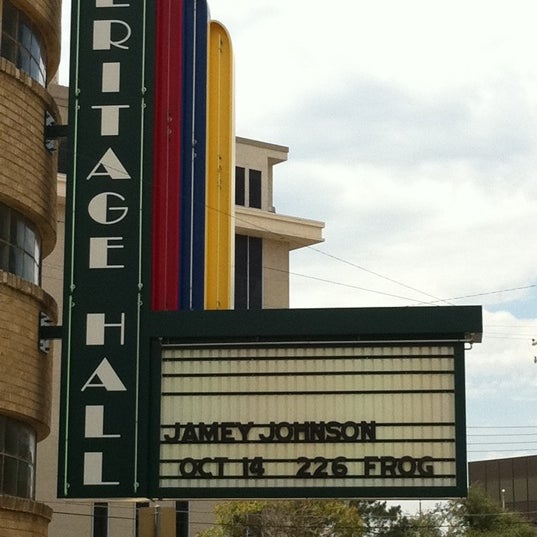 ERITAGE HALL
JAMEY JOHNSON
OCT 14 226 FROG